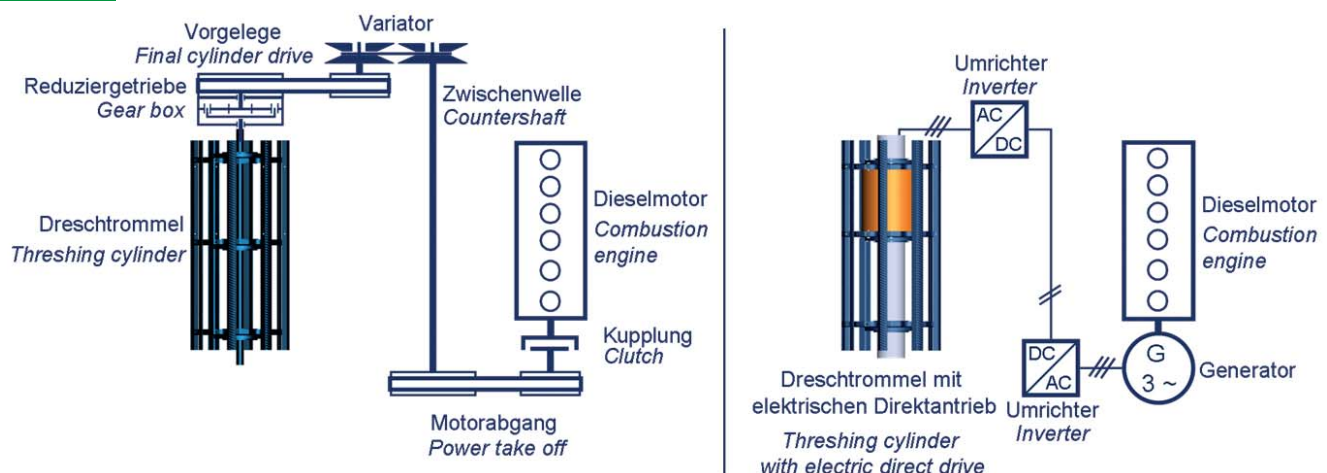 Vorgelege
Final cylinder drive
Variator
Reduziergetriebe
Gear box
Zwischenwelle
Countershaft
Dreschtrommel
Threshing cylinder
Dieselmotor
Combustion
engine
Kupplung
Clutch
Motorabgang
Power take off
Umrichter
Inverter
AC
DC
Dieselmotor
Combustion
engine
DC
AC
G
3 ~
Generator
Umrichter
Inverter
Dreschtrommel mit
elektrischen Direktantrieb
Threshing cylinder
with electric direct drive